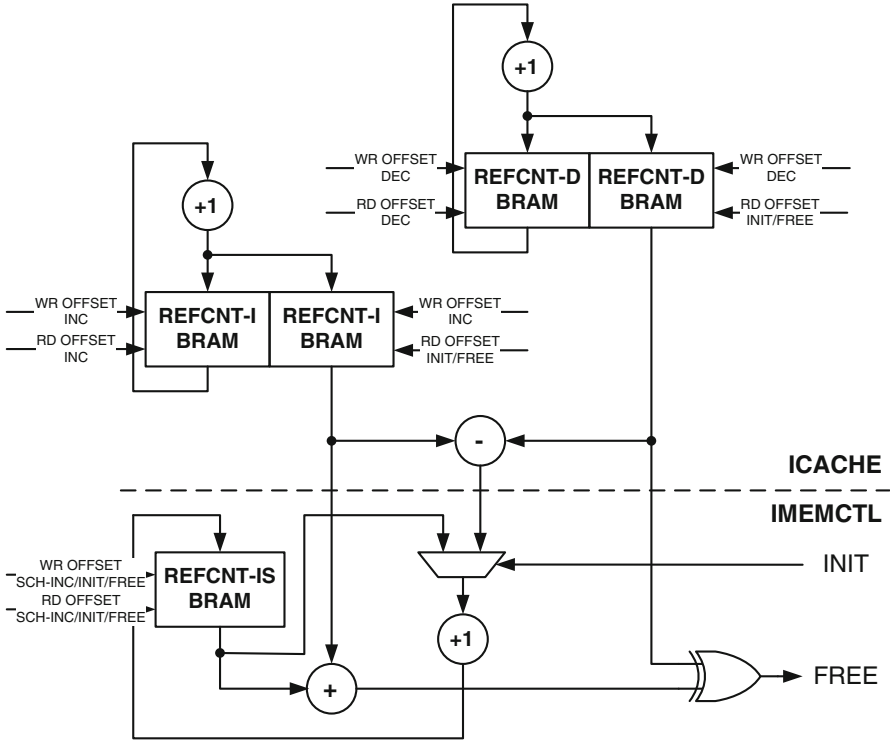 +1
WR OFFSET
DEC
REFCNT-D
BRAM
REFCNT-D
BRAM
WR OFFSET
DEC
RD OFFSET
DEC
RD OFFSET
INIT/FREE
+1
WR OFFSET
INC
REFCNT-I
BRAM
REFCNT-I
BRAM
WR OFFSET
INC
RD OFFSET
INC
RD OFFSET
INIT/FREE
-
ICACHE
IMEMCTL
WR OFFSET
SCH-INC/INIT/FREE
RD OFFSET
SCH-INC/INIT/FREE
REFCNT-IS
BRAM
INIT
+1
+
FREE